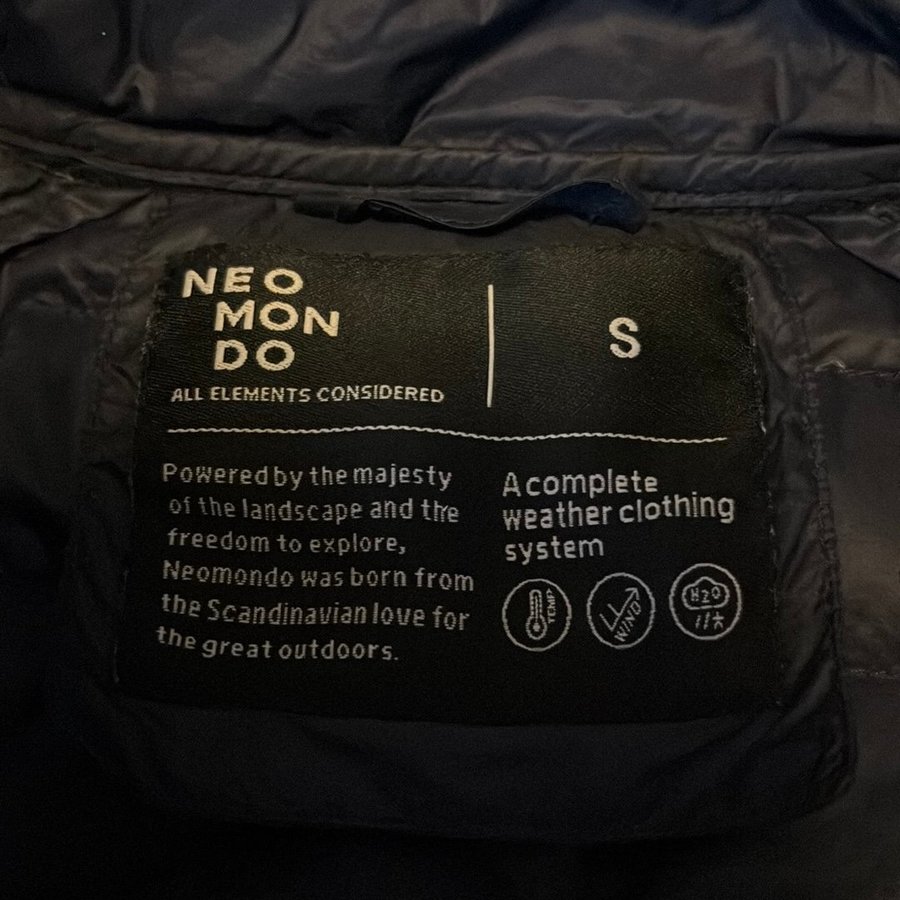 NEO
MON
DO
ALL ELEMENTS CONSIDERED
S
Powered by the majesty
of the landscape and the
freedom to explore,
Neomondo was born from
the Scandinavian love for
the great outdoors.
A complete
weather clothing
system
TEMP
WIND
H2O